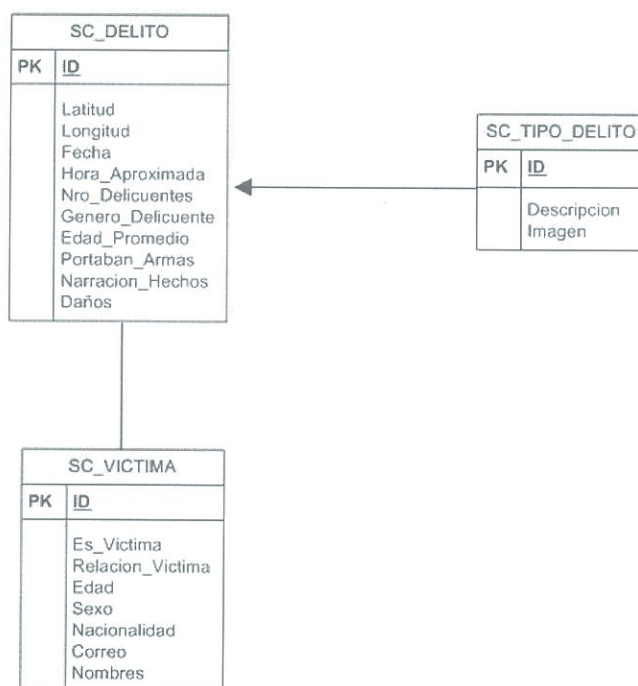 SC_DELITO
PK ID
Latitud
Longitud
Fecha
Hora_Aproximada
Nro_Delicuentes
Genero_Delicuente
Edad_Promedio
Portaban_Armas
Narracion_Hechos
Daños
SC_TIPO_DELITO
PK ID
Descripcion
Imagen
SC_VICTIMA
PK ID
Es_Victima
Relacion_Victima
Edad
Sexo
Nacionalidad
Correo
Nombres